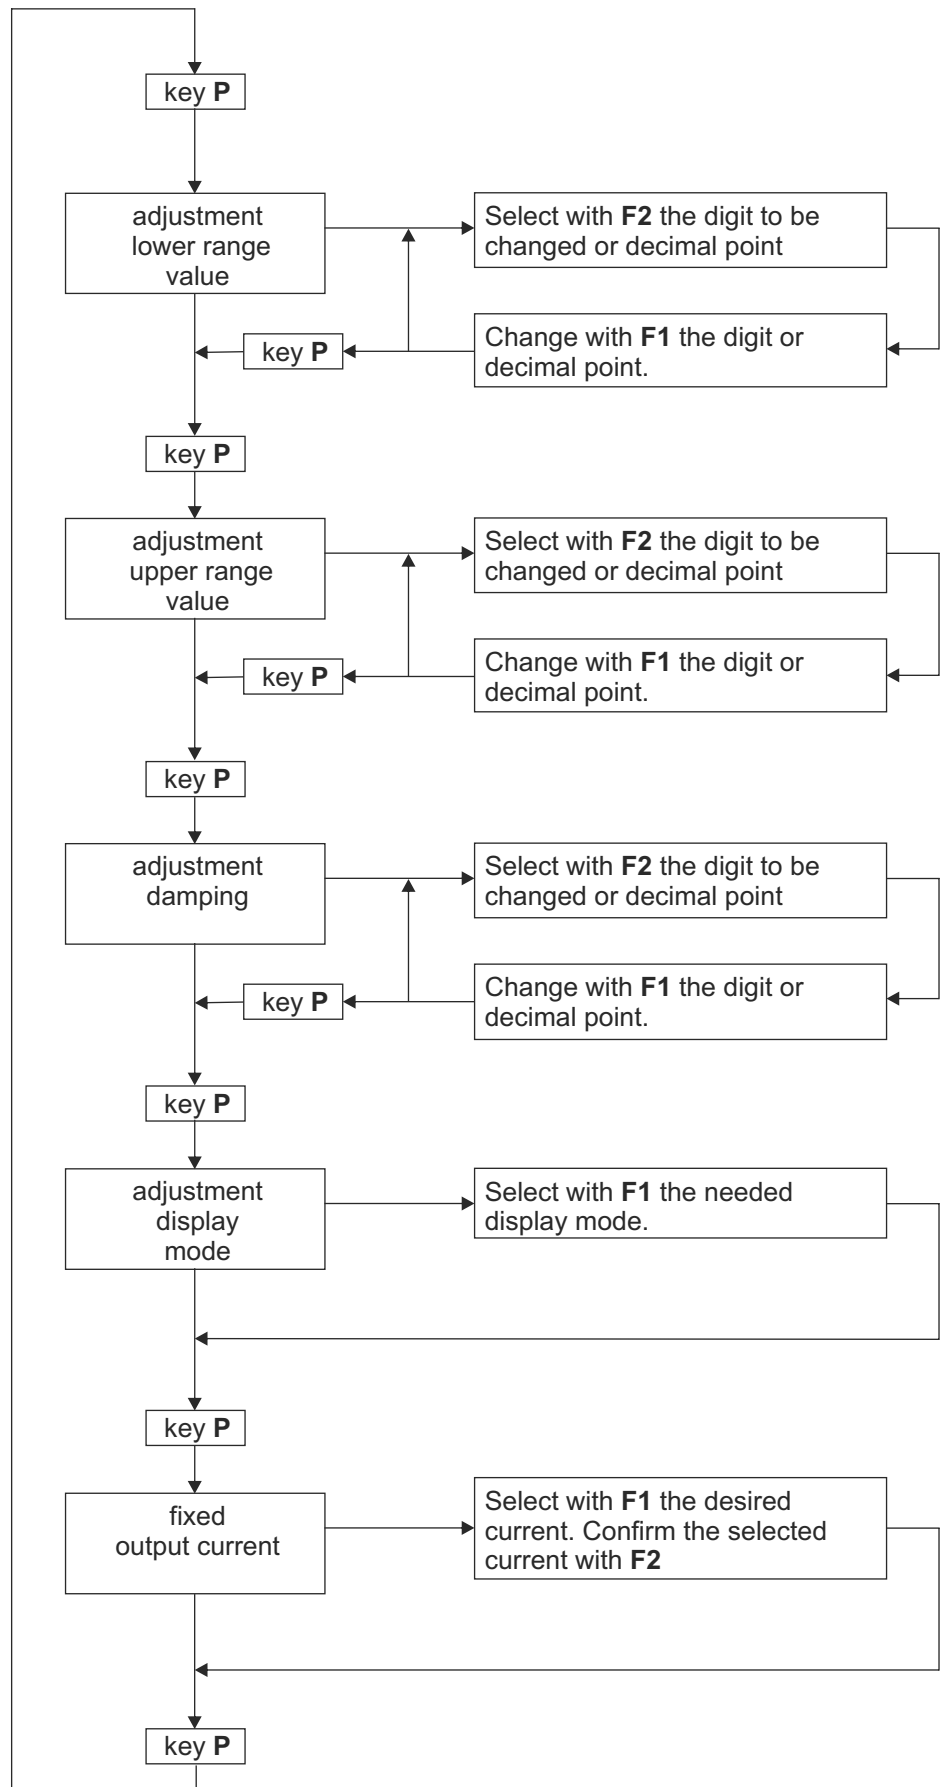 key P
adjustment
lower range
value
Select with F2 the digit to be
changed or decimal point
Change with F1 the digit or
decimal point.
key P
key P
adjustment
upper range
value
Select with F2 the digit to be
changed or decimal point
Change with F1 the digit or
decimal point.
key P
key P
adjustment
damping
Select with F2 the digit to be
changed or decimal point
Change with F1 the digit or
decimal point.
key P
key P
adjustment
display
mode
Select with F1 the needed
display mode.
key P
fixed
output current
Select with F1 the desired
current. Confirm the selected
current with F2
key P